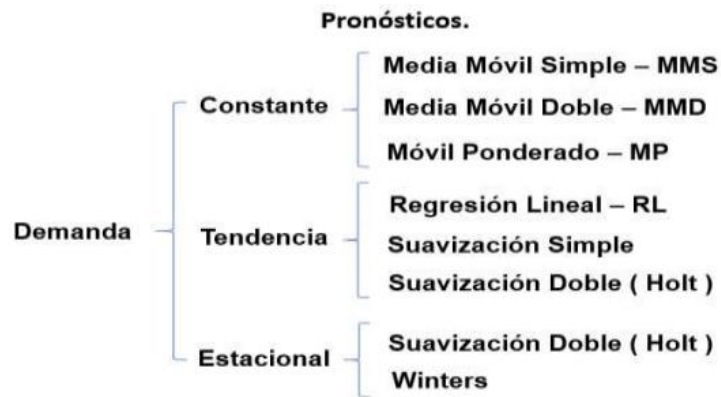 Pronósticos.
Demanda
Constante
Media Móvil Simple – MMS
Media Móvil Doble – MMD
Móvil Ponderado – MP
Tendencia
Regresión Lineal – RL
Suavización Simple
Suavización Doble ( Holt )
Estacional
Suavización Doble ( Holt )
Winters